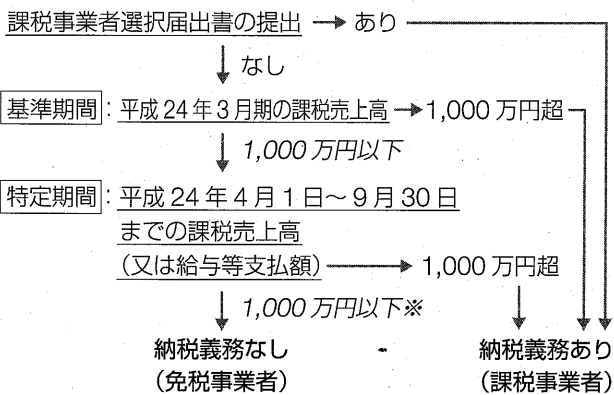 課税事業者選択届出書の提出 → あり
↓ なし
基準期間：平成24年3月期の課税売上高 → 1,000万円超
↓ 1,000万円以下
特定期間：平成24年4月1日～9月30日
までの課税売上高
（又は給与等支払額） → 1,000万円超
↓ 1,000万円以下※
納税義務なし - 納税義務あり
（免税事業者） （課税事業者）